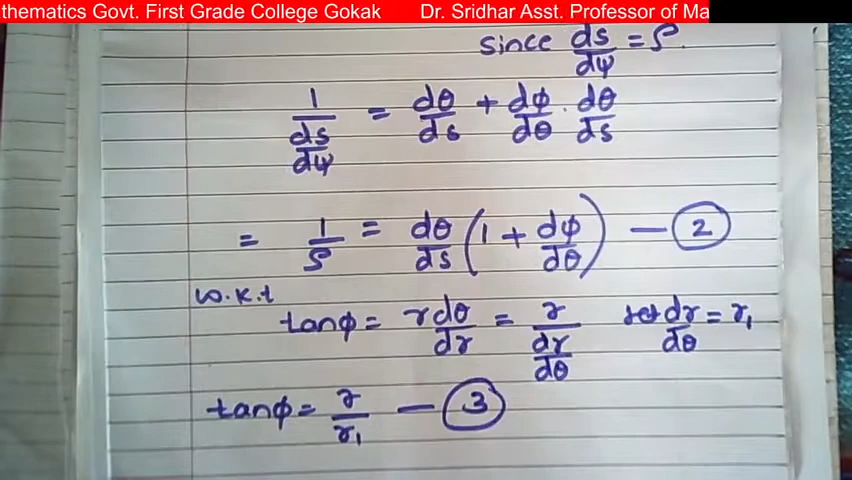 thematics Govt. First Grade College Gokak Dr. Sridhar Asst. Professor of Ma
since ds/dψ = ρ.
1/(ds/dψ) = dθ/ds + dφ/dθ · dθ/ds
= 1/ρ = dθ/ds (1 + dφ/dθ) — ②
w.k.t
tanφ = r dθ/dr = r/(dr/dθ) set dr/dθ = r₁
tanφ = r/r₁ — ③